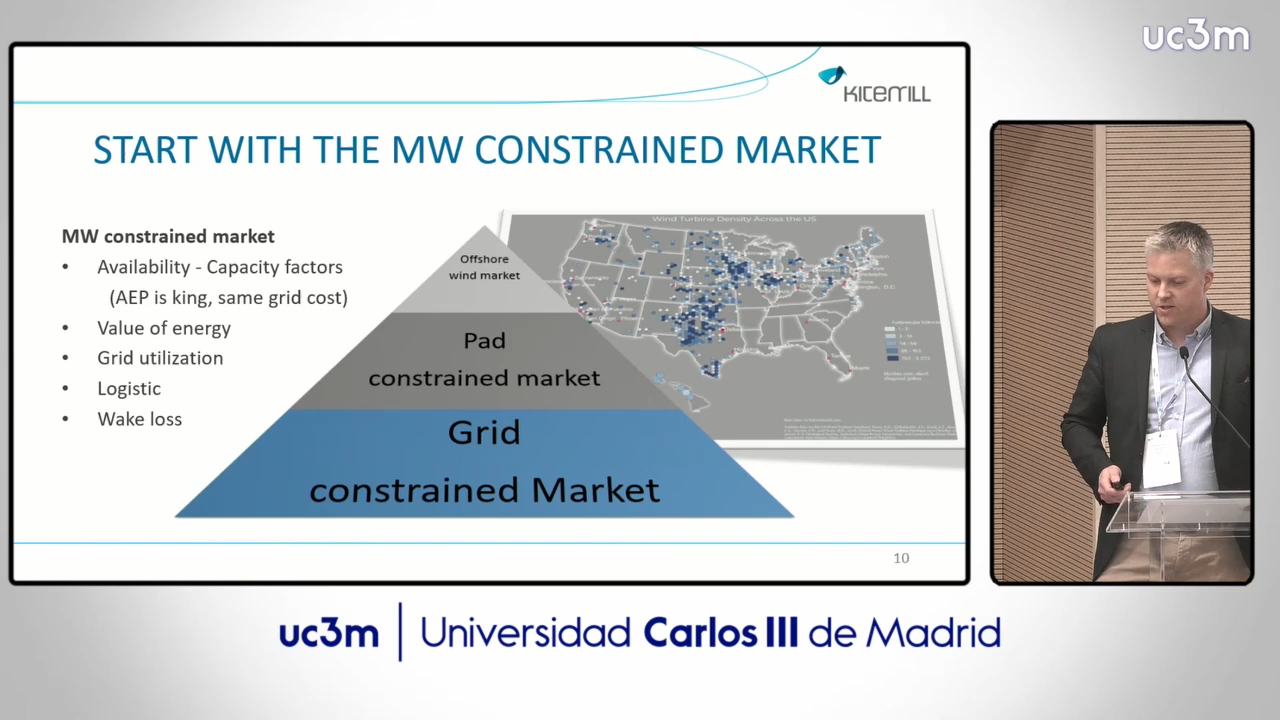 uc3m
KITEMILL
START WITH THE MW CONSTRAINED MARKET
MW constrained market
• Availability - Capacity factors
(AEP is king, same grid cost)
• Value of energy
• Grid utilization
• Logistic
• Wake loss
Offshore
wind market
Pad
constrained market
Grid
constrained Market
Wind Turbine Density Across the US
10
uc3m | Universidad Carlos III de Madrid